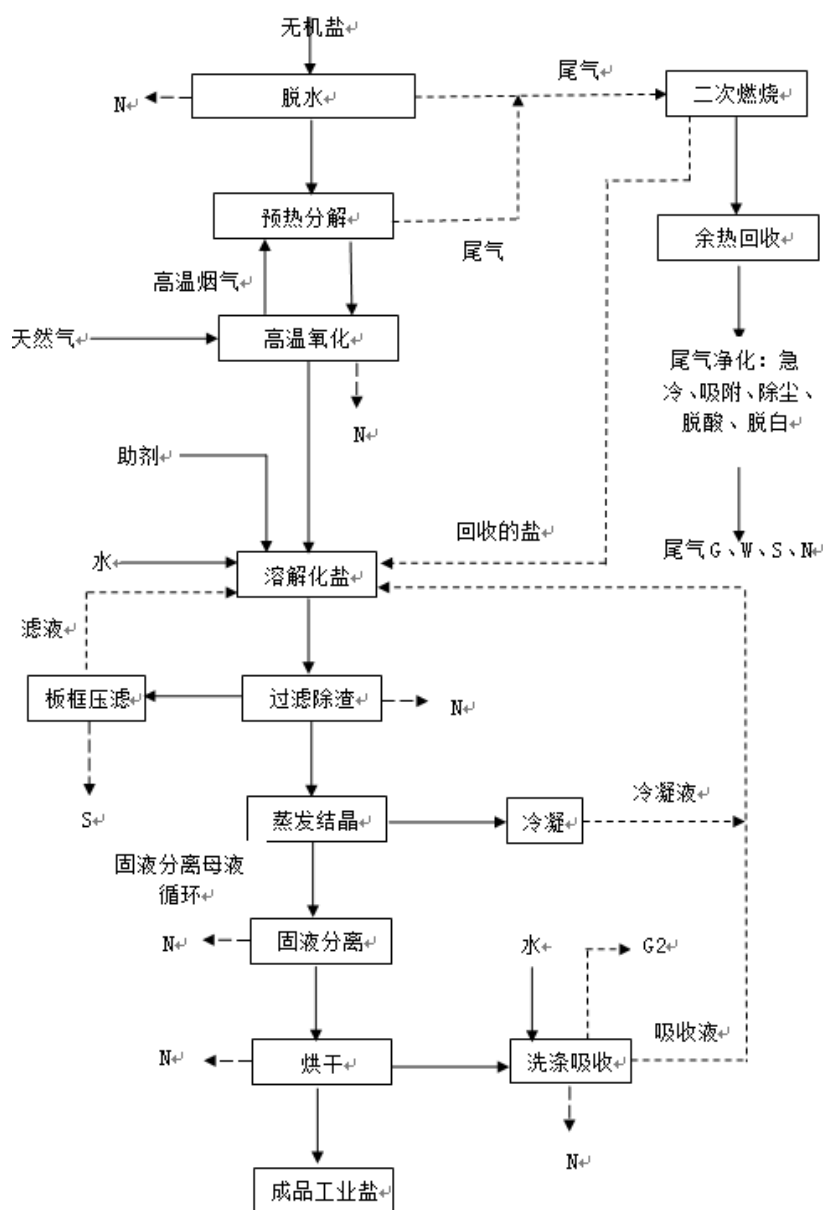 无机盐
尾气
N
脱水
二次燃烧
预热分解
尾气
余热回收
高温烟气
天然气
高温氧化
尾气净化：急
冷、吸附、除尘、
脱酸、脱白
N
助剂
回收的盐
尾气G、W、S、N
水
溶解化盐
滤液
板框压滤
过滤除渣
N
S
蒸发结晶
冷凝
冷凝液
固液分离母液
循环
N
固液分离
水
G2
吸收液
N
烘干
洗涤吸收
N
成品工业盐